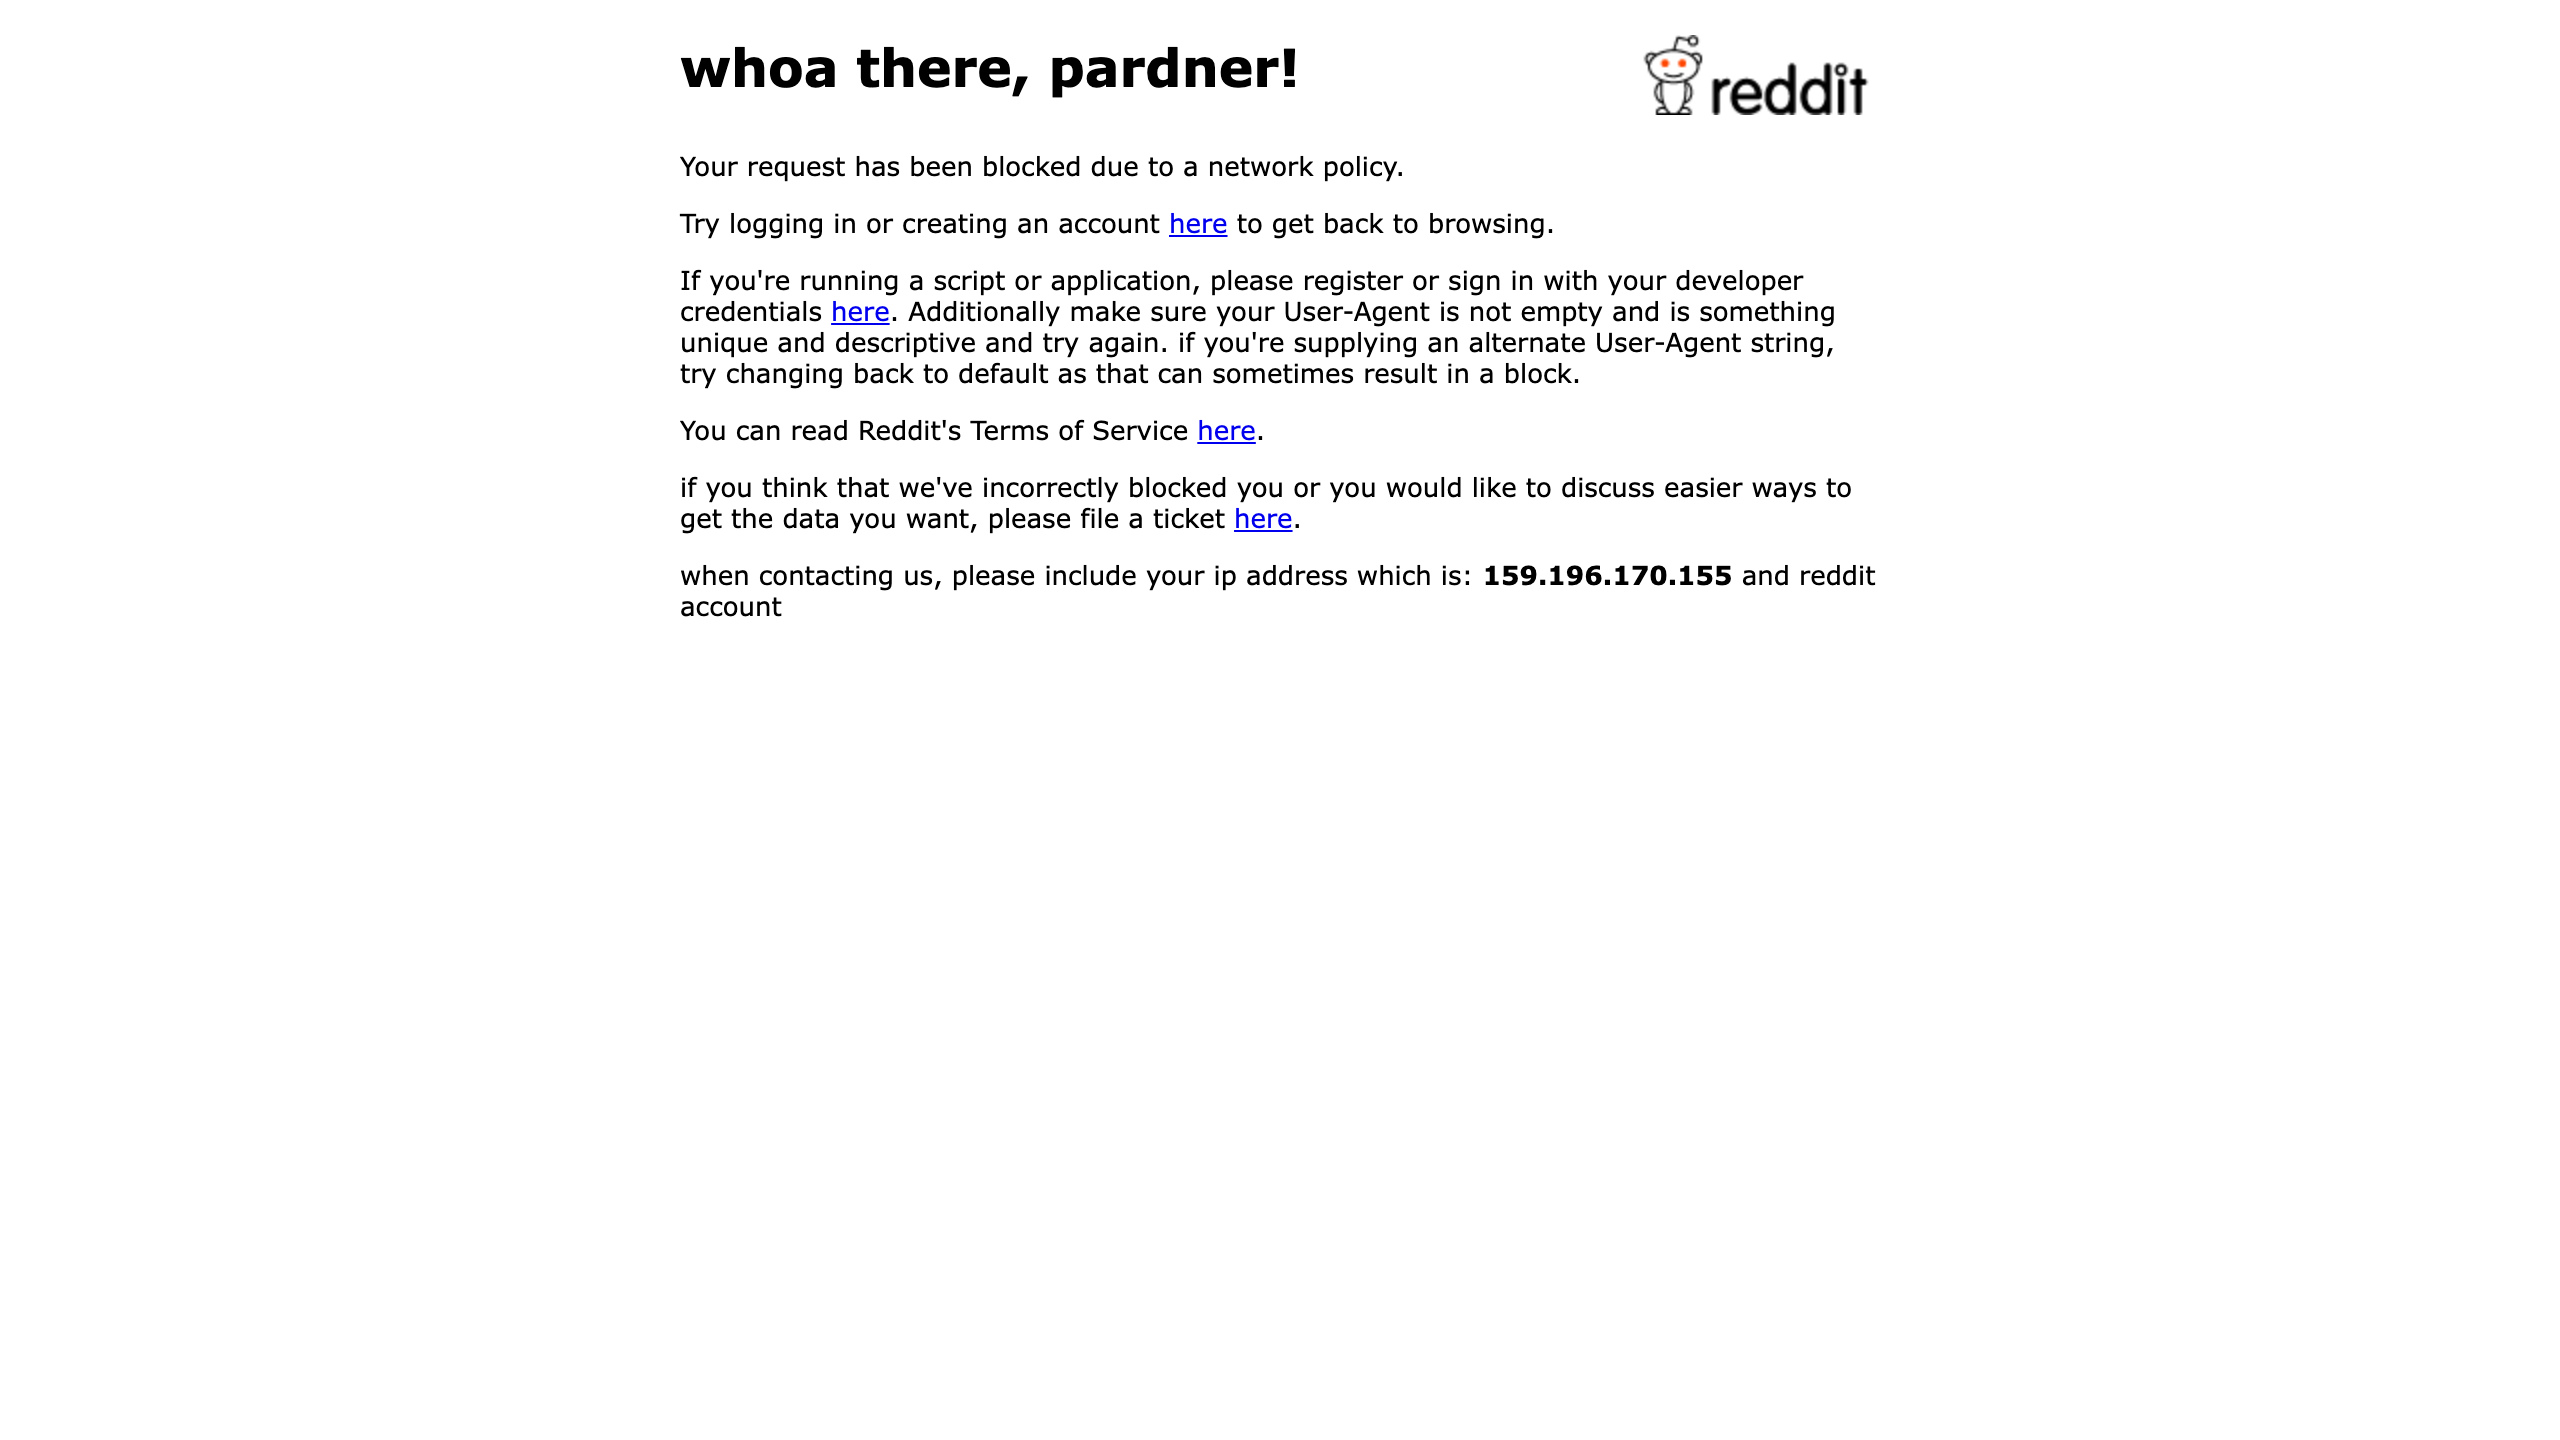 whoa there, pardner!
reddit
Your request has been blocked due to a network policy.
Try logging in or creating an account here to get back to browsing.
If you're running a script or application, please register or sign in with your developer
credentials here. Additionally make sure your User-Agent is not empty and is something
unique and descriptive and try again. if you're supplying an alternate User-Agent string,
try changing back to default as that can sometimes result in a block.
You can read Reddit's Terms of Service here.
if you think that we've incorrectly blocked you or you would like to discuss easier ways to
get the data you want, please file a ticket here.
when contacting us, please include your ip address which is: 159.196.170.155 and reddit
account